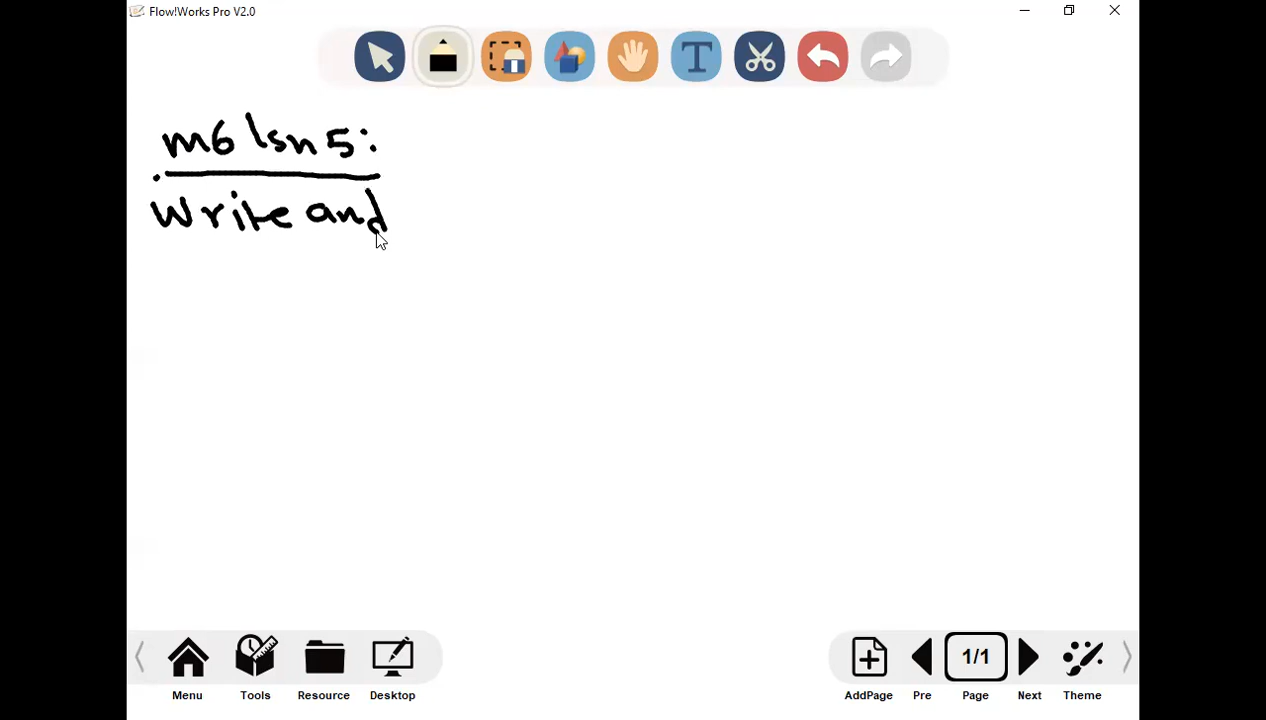 Flow!Works Pro V2.0
m6 lsn 5:
Write and
1/1
Menu Tools Resource Desktop AddPage Pre Page Next Theme